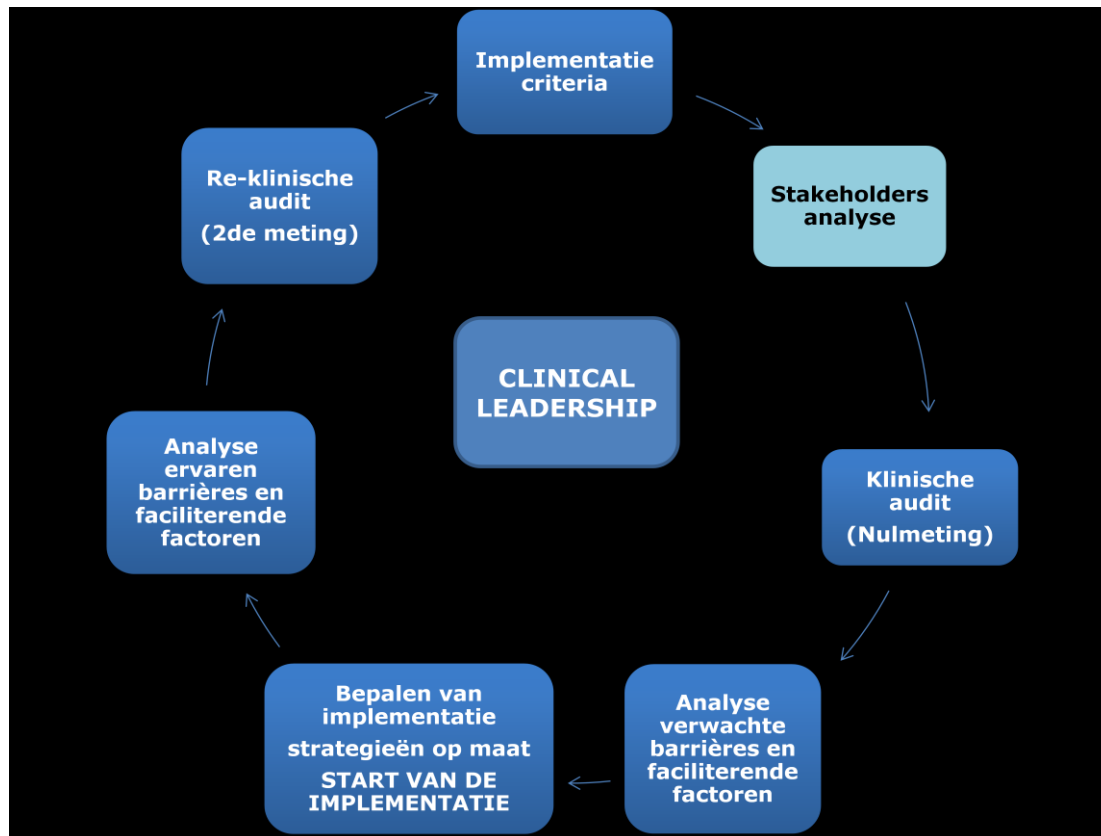 Implementatie
criteria
Stakeholders
analyse
Klinische
audit
(Nulmeting)
Analyse
verwachte
barrières en
faciliterende
factoren
Bepalen van
implementatie
strategieën op maat
START VAN DE
IMPLEMENTATIE
Analyse
ervaren
barrières en
faciliterende
factoren
Re-klinische
audit
(2de meting)
CLINICAL
LEADERSHIP